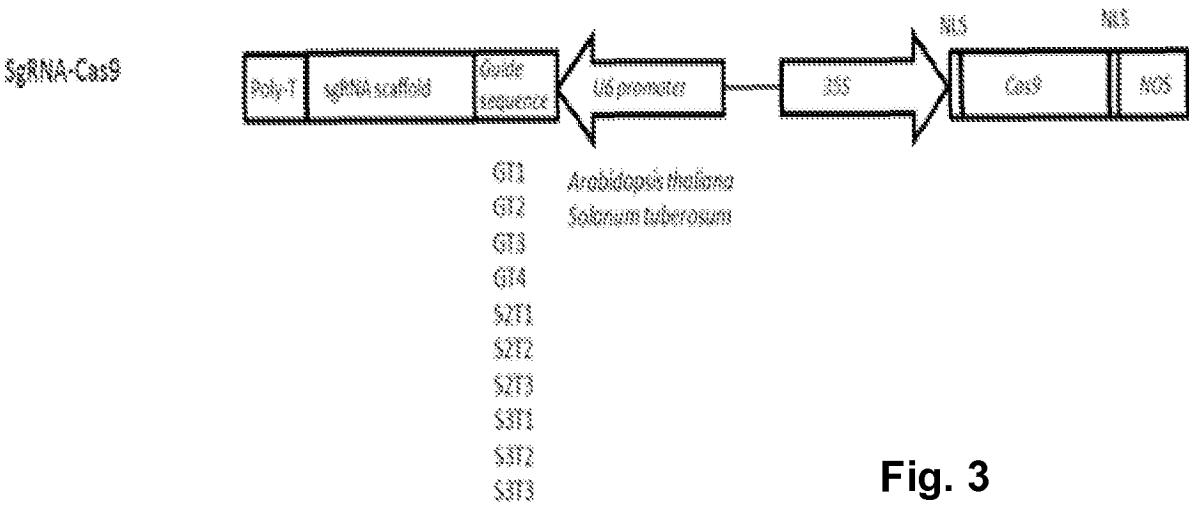 NLS
NLS
SgRNA-Cas9
Poly-T
sgRNA scaffold
Guide
sequence
U6 promoter
35S
Cas9
NOS
GT1
GT2
GT3
GT4
S2T1
S2T2
S2T3
S3T1
S3T2
S3T3
Arabidopsis thaliana
Solanum tuberosum
Fig. 3